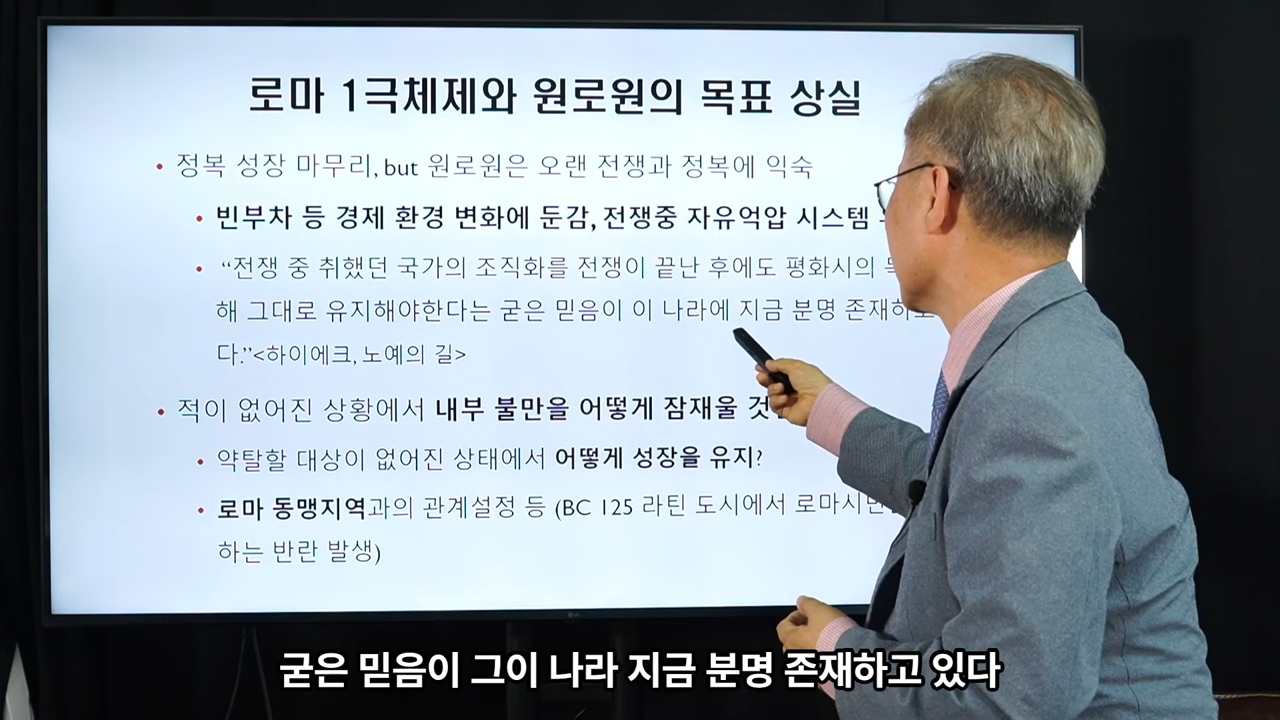 로마 1극체제와 원로원의 목표 상실
• 정복 성장 마무리, but 원로원은 오랜 전쟁과 정복에 익숙
• 빈부차 등 경제 환경 변화에 둔감, 전쟁중 자유억압 시스템
• “전쟁 중 취했던 국가의 조직화를 전쟁이 끝난 후에도 평화시의
해 그대로 유지해야한다는 굳은 믿음이 이 나라에 지금 분명 존재하고
다.”<하이에크, 노예의 길>
• 적이 없어진 상황에서 내부 불만을 어떻게 잠재울
• 약탈할 대상이 없어진 상태에서 어떻게 성장을 유지?
• 로마 동맹지역과의 관계설정 등 (BC 125 라틴 도시에서
하는 반란 발생)
LG
굳은 믿음이 그이 나라 지금 분명 존재하고 있다